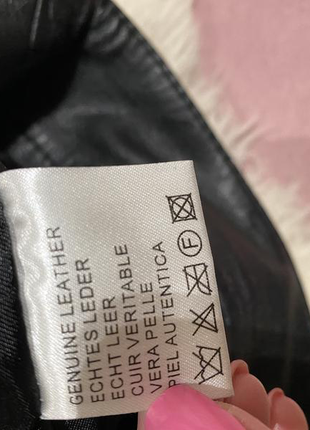 GENUINE LEATHER
ECHTES LEDER
ECHT LEER
CUIR VERITABLE
VERA PELLE
PIEL AUTENTICA
F